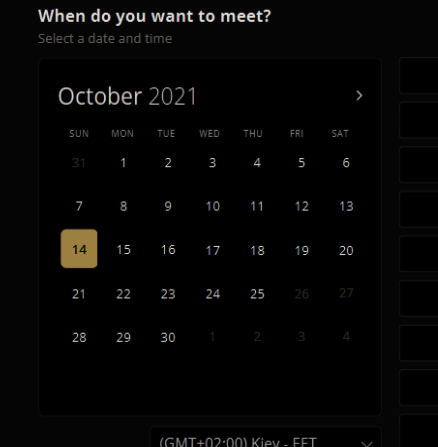 When do you want to meet?
Select a date and time
October 2021
SUN MON TUE WED THU FRI SAT
31 1 2 3 4 5 6
7 8 9 10 11 12 13
14 15 16 17 18 19 20
21 22 23 24 25 26 27
28 29 30 1 2 3 4
(GMT+02:00) Kiev - EET